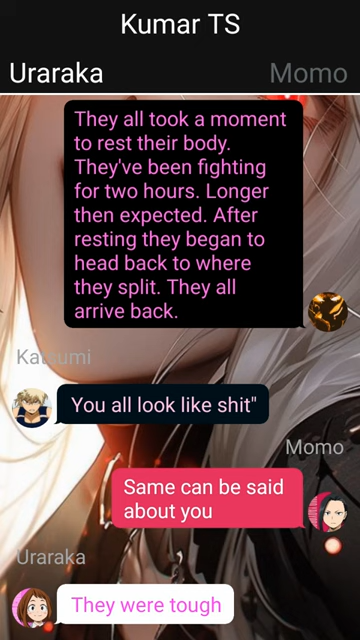 Kumar TS
Uraraka
Momo
They all took a moment
to rest their body.
They've been fighting
for two hours. Longer
then expected. After
resting they began to
head back to where
they split. They all
arrive back.
Katsumi
You all look like shit"
Momo
Same can be said
about you
Uraraka
They were tough